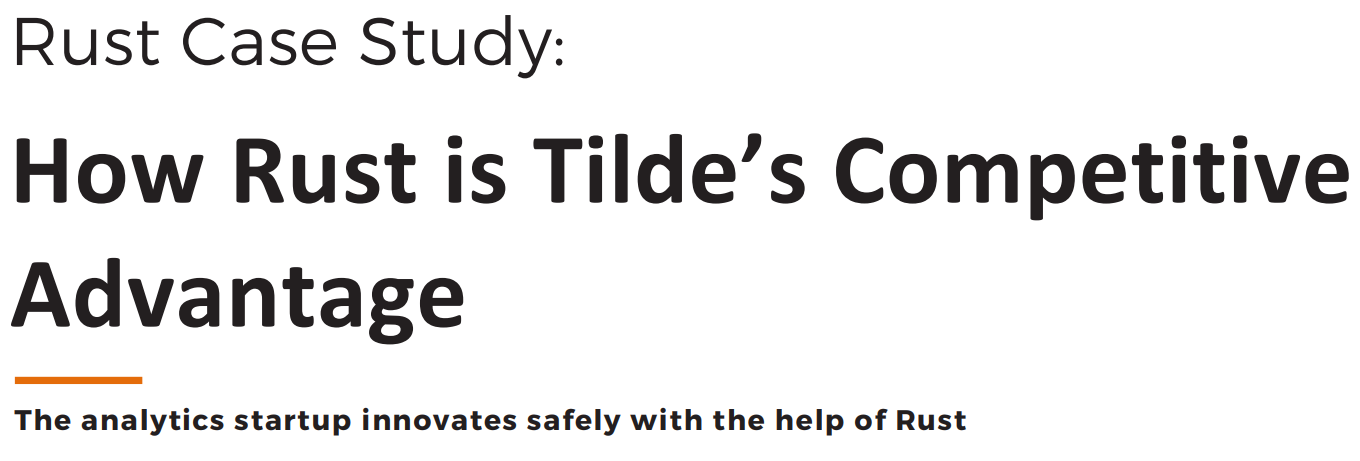 Rust Case Study:
How Rust is Tilde’s Competitive
Advantage
The analytics startup innovates safely with the help of Rust